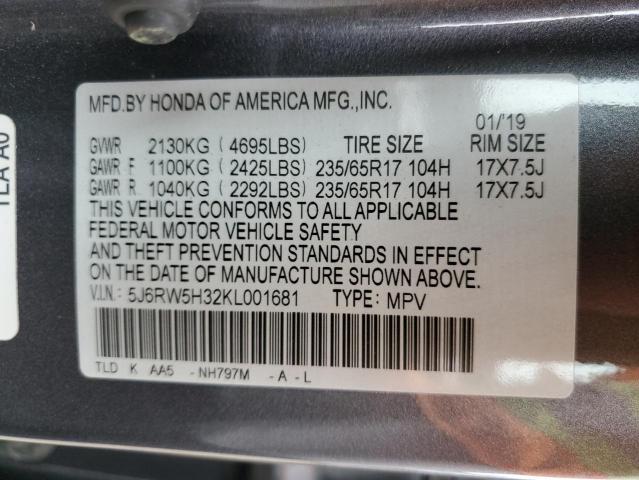 MFD.BY HONDA OF AMERICA MFG.,INC.
01/'19
GVWR 2130KG ( 4695LBS) TIRE SIZE RIM SIZE
GAWR F 1100KG ( 2425LBS) 235/65R17 104H 17X7.5J
GAWR R. 1040KG ( 2292LBS) 235/65R17 104H 17X7.5J
THIS VEHICLE CONFORMS TO ALL APPLICABLE
FEDERAL MOTOR VEHICLE SAFETY
AND THEFT PREVENTION STANDARDS IN EFFECT
ON THE DATE OF MANUFACTURE SHOWN ABOVE.
V.I.N.: 5J6RW5H32KL001681 TYPE: MPV
TLD K AA5 -NH797M -A-L